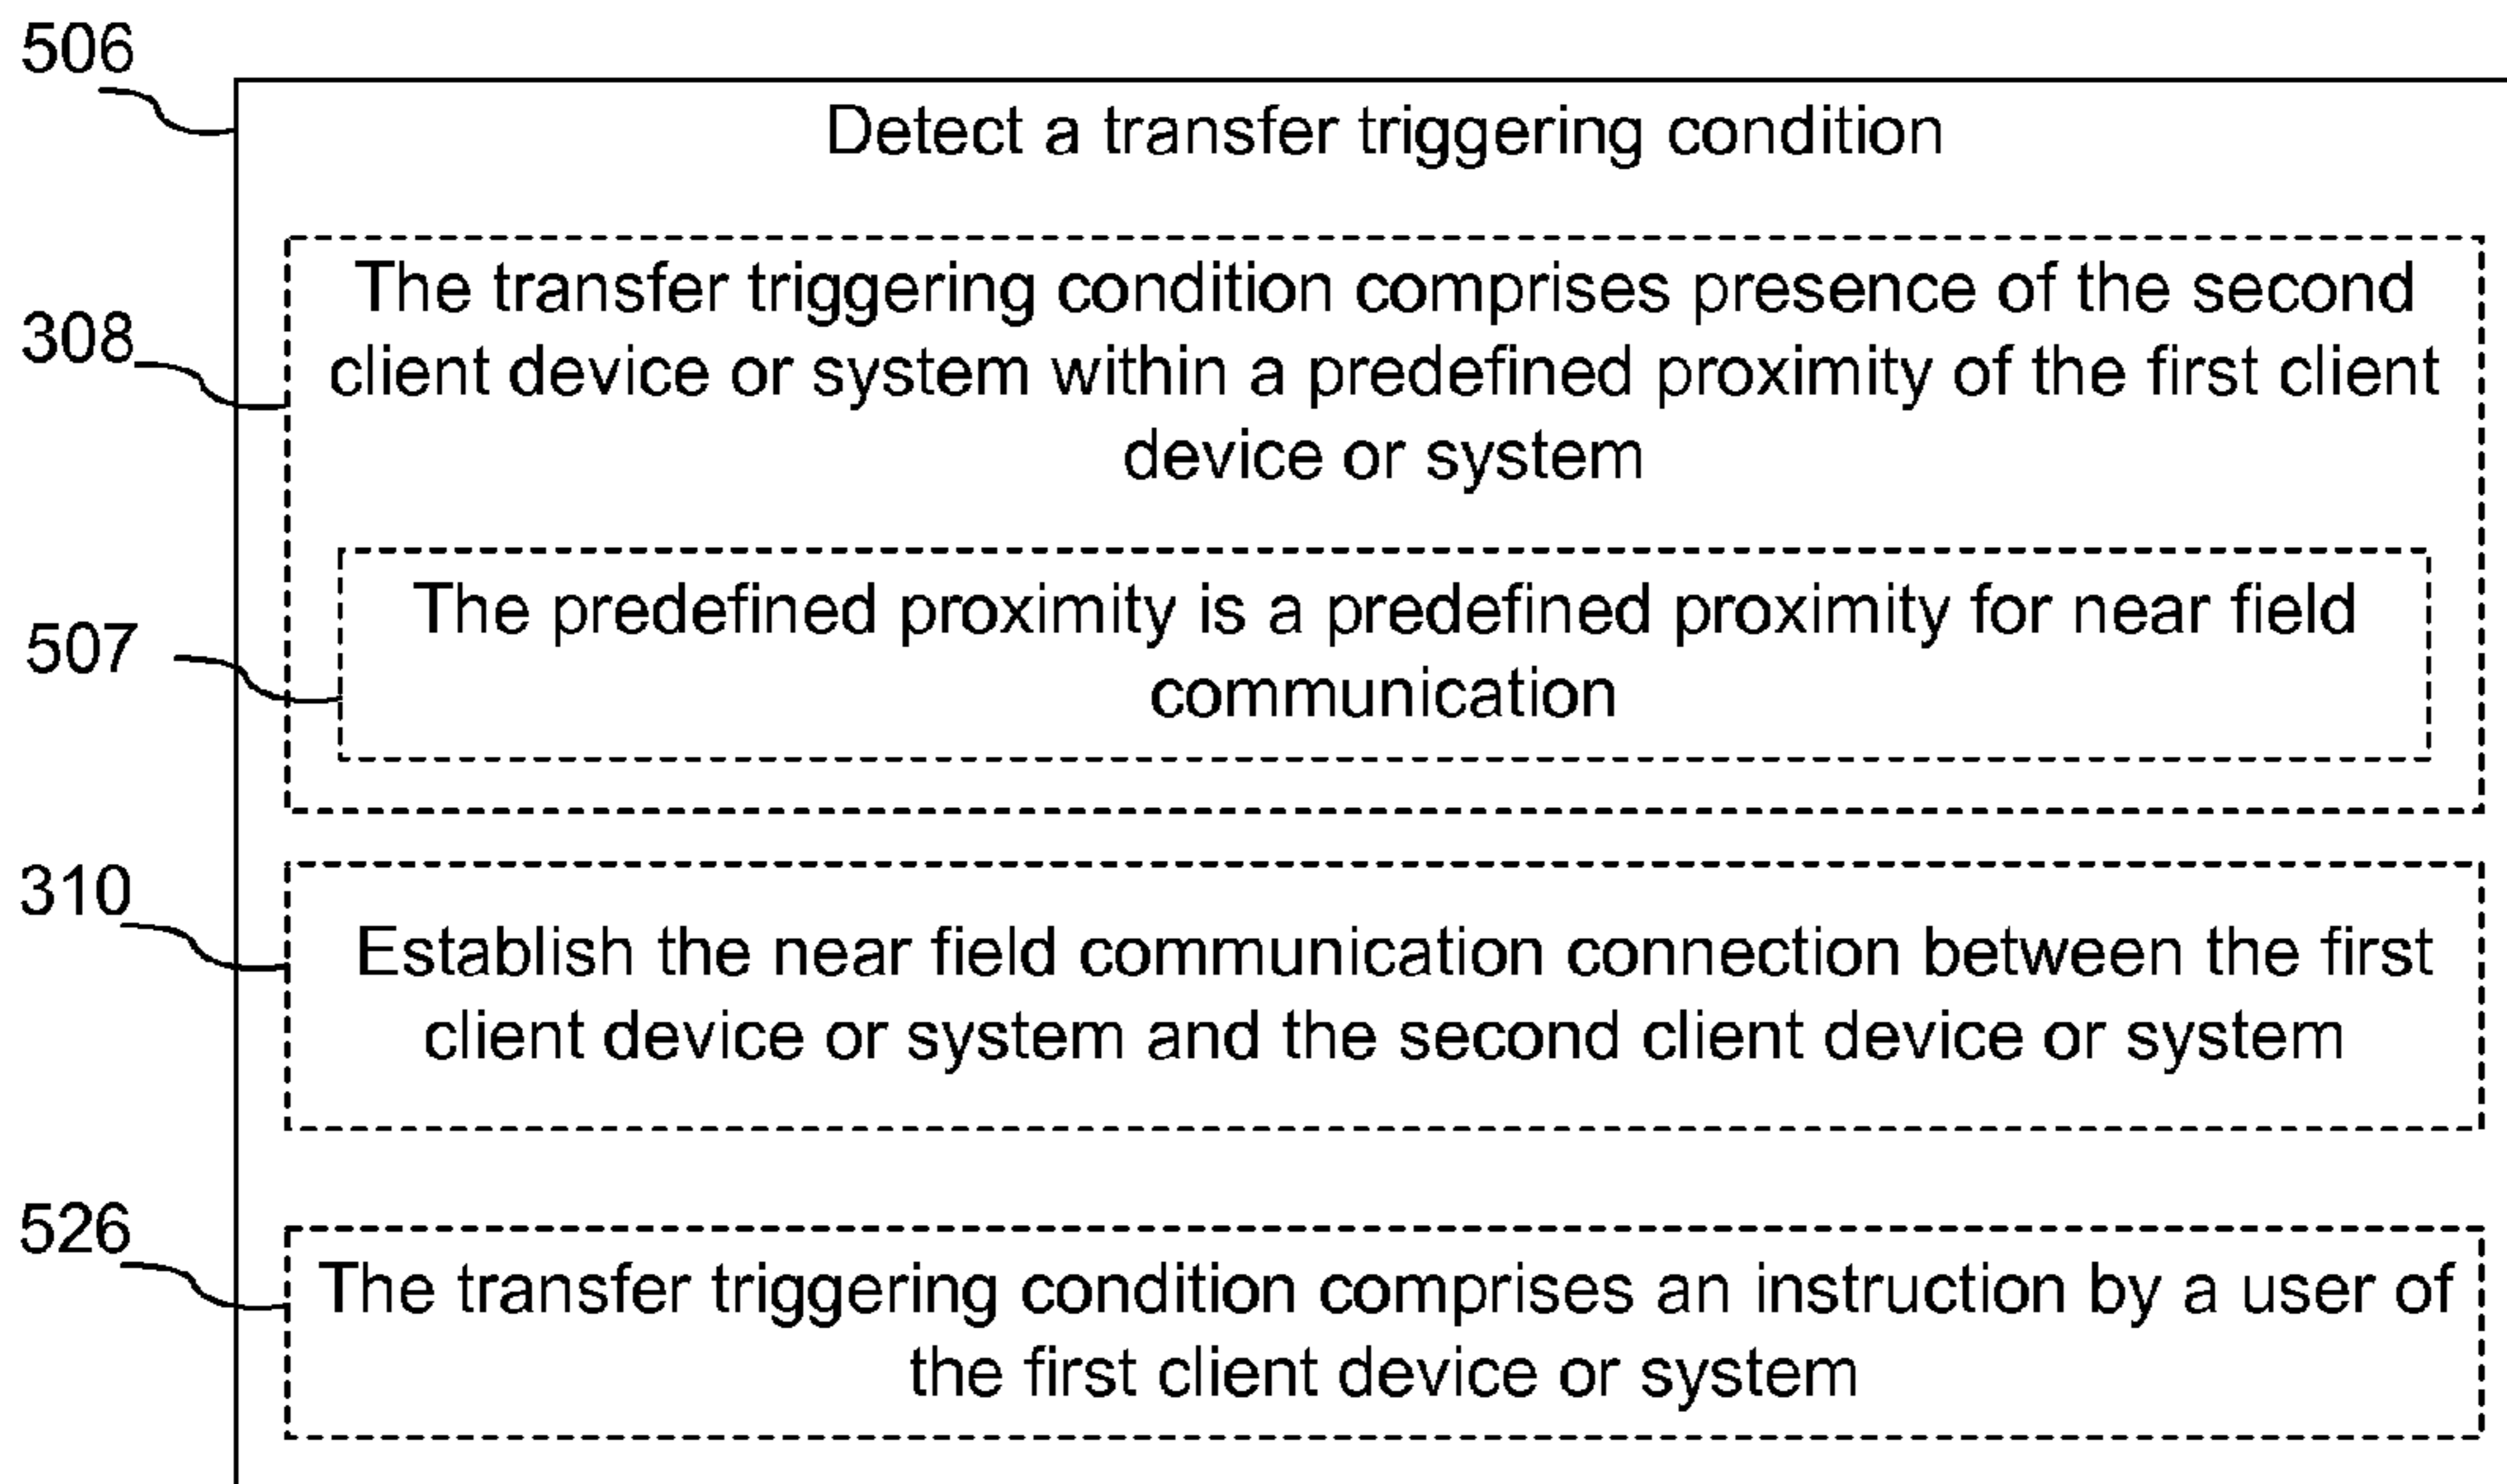 506
Detect a transfer triggering condition
The transfer triggering condition comprises presence of the second
308
client device or system within a predefined proximity of the first client
device or system
The predefined proximity is a predefined proximity for near field
507
communication
310
Establish the near field communication connection between the first
client device or system and the second client device or system
526
The transfer triggering condition comprises an instruction by a user of
the first client device or system